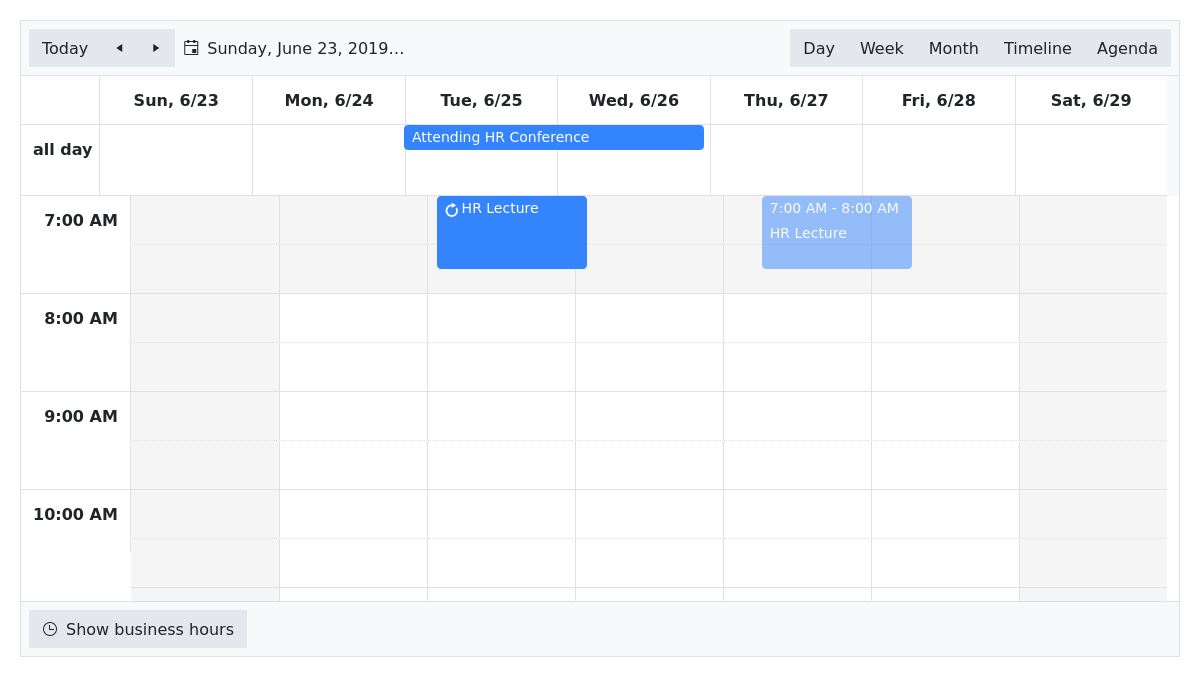 Today Sunday, June 23, 2019... Day Week Month Timeline Agenda
Sun, 6/23 Mon, 6/24 Tue, 6/25 Wed, 6/26 Thu, 6/27 Fri, 6/28 Sat, 6/29
all day Attending HR Conference
7:00 AM HR Lecture 7:00 AM - 8:00 AM
HR Lecture
8:00 AM
9:00 AM
10:00 AM
Show business hours